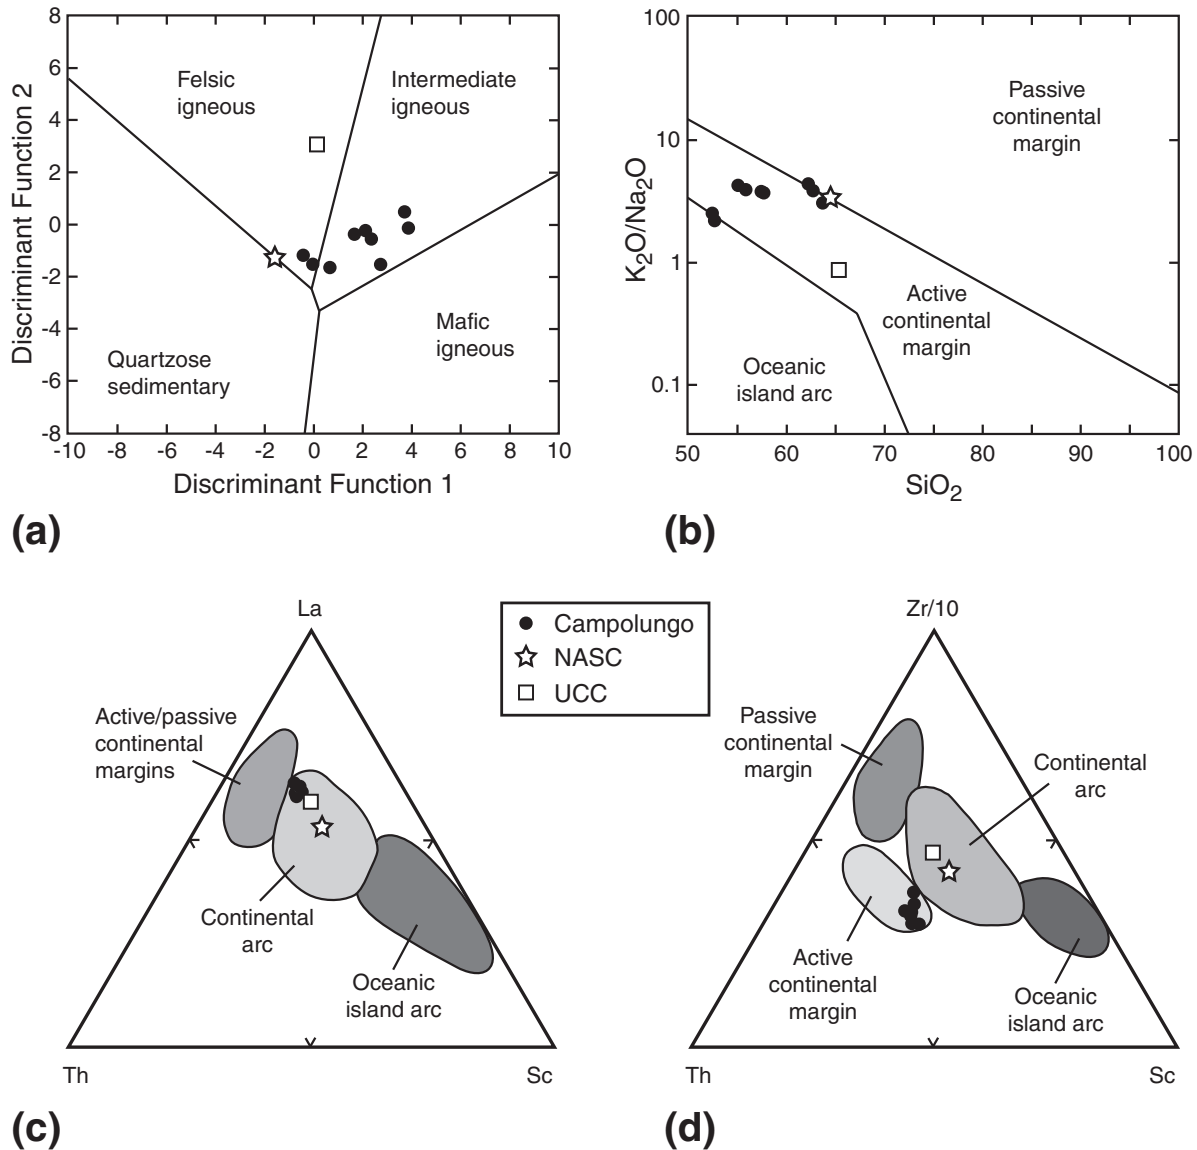 8
6
4
2
0
-2
-4
-6
-8
Discriminant Function 2
Felsic
igneous
Intermediate
igneous
Mafic
igneous
Quartzose
sedimentary
-10 -8 -6 -4 -2 0 2 4 6 8 10
Discriminant Function 1
(a)
100
10
1
0.1
K2O/Na2O
Passive
continental
margin
Active
continental
margin
Oceanic
island arc
50 60 70 80 90 100
SiO2
(b)
La
Active/passive
continental
margins
Continental
arc
Oceanic
island arc
Th Sc
(c)
Campolungo
NASC
UCC
Zr/10
Passive
continental
margin
Continental
arc
Active
continental
margin
Oceanic
island arc
Th Sc
(d)